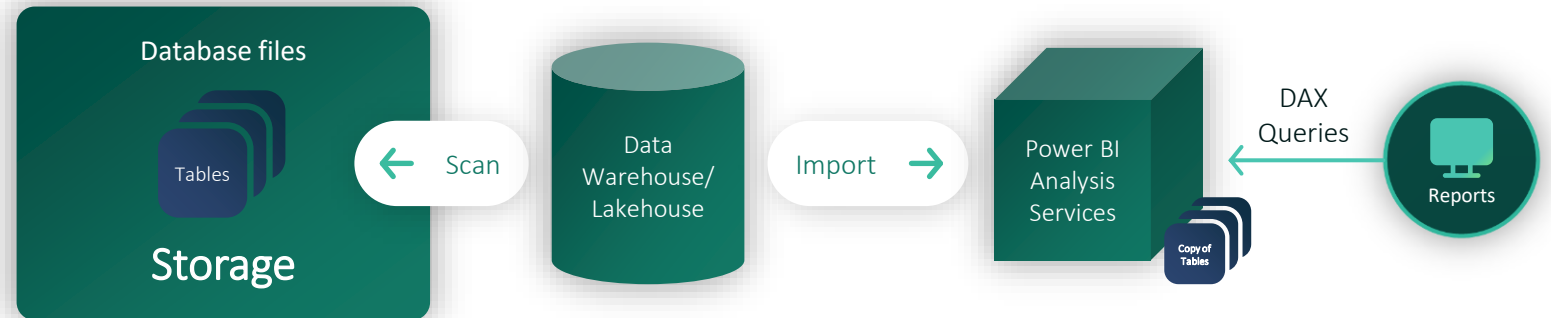 Database files
Tables
Storage
Scan
Data
Warehouse/
Lakehouse
Import
Power BI
Analysis
Services
Copy of
Tables
DAX
Queries
Reports